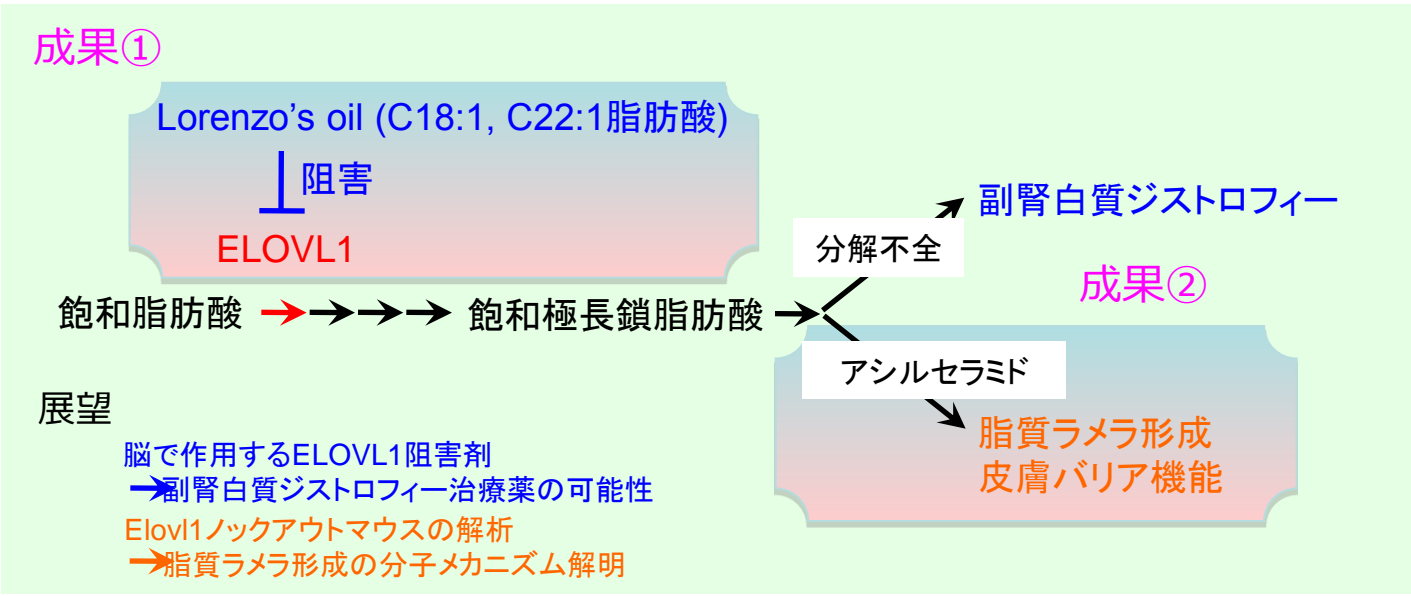 成果①
Lorenzo’s oil (C18:1, C22:1脂肪酸)
阻害
ELOVL1
飽和脂肪酸
飽和極長鎖脂肪酸
分解不全
副腎白質ジストロフィー
成果②
アシルセラミド
脂質ラメラ形成
皮膚バリア機能
展望
脳で作用するELOVL1阻害剤
→副腎白質ジストロフィー治療薬の可能性
Elovl1ノックアウトマウスの解析
→脂質ラメラ形成の分子メカニズム解明